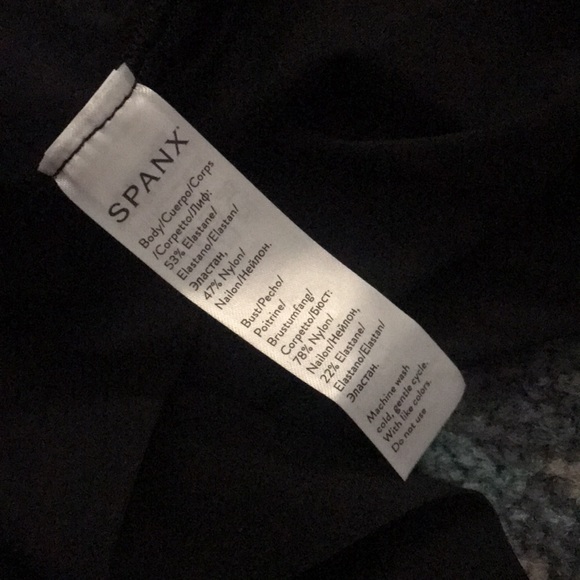 SPANX
Body/Cuerpo/Corps
/Corpetto/Лиф:
53% Elastane/
Elastano/Elastan/
Эластан,
47% Nylon/
Nailon/Нейлон.
Bust/Pecho/
Poitrine/
Brustumfang/
Corpetto/Бюст:
78% Nylon/
Nailon/Нейлон,
22% Elastane/
Elastano/Elastan/
Эластан.
Machine wash
cold, gentle cycle.
With like colors.
Do not use